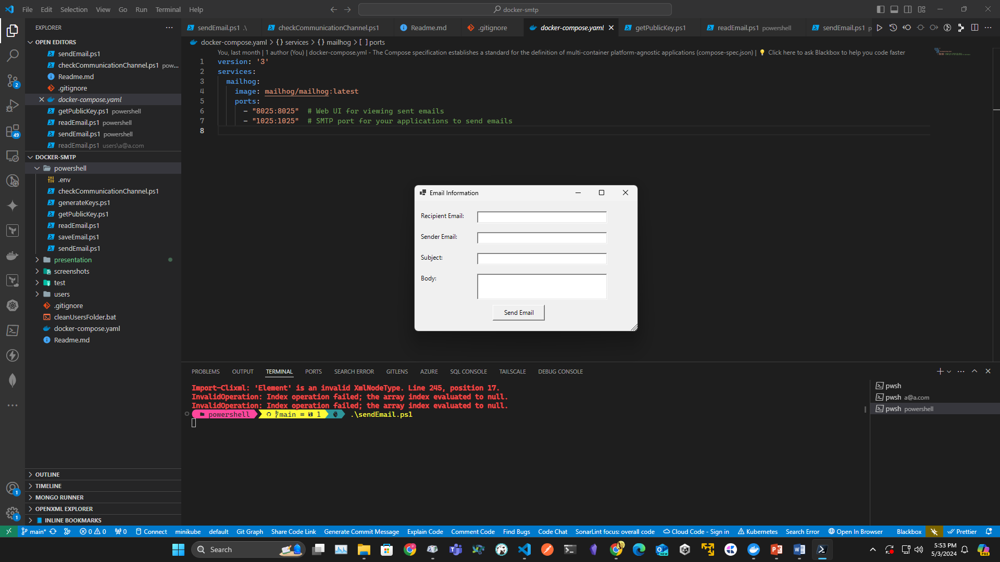 File Edit Selection View Go Run Terminal Help
docker-smtp
EXPLORER
OPEN EDITORS
sendEmail.ps1
checkCommunicationChannel.ps1 pow...
Readme.md
.gitignore
docker-compose.yaml
getPublicKey.ps1 powershell
readEmail.ps1 powershell
sendEmail.ps1 powershell
readEmail.ps1 users\a@a.com
DOCKER-SMTP
powershell
.env
checkCommunicationChannel.ps1
generateKeys.ps1
getPublicKey.ps1
readEmail.ps1
saveEmail.ps1
sendEmail.ps1
presentation
screenshots
test
users
.gitignore
cleanUsersFolder.bat
docker-compose.yaml
Readme.md
OUTLINE
TIMELINE
MONGO RUNNER
OPENXML EXPLORER
INLINE BOOKMARKS
2
49
1
1
sendEmail.ps1 .\ checkCommunicationChannel.ps1 Readme.md .gitignore docker-compose.yaml getPublicKey.ps1 readEmail.ps1 powershell sendEmail.ps1 p
docker-compose.yaml > {} services > {} mailhog > [ ] ports
You, last month | 1 author (You) | docker-compose.yml - The Compose specification establishes a standard for the definition of multi-container platform-agnostic applications (compose-spec.json) | 💡 Click here to ask Blackbox to help you code faster
1 version: '3'
2 services:
3 mailhog:
4 image: mailhog/mailhog:latest
5 ports:
6 - "8025:8025" # Web UI for viewing sent emails
7 - "1025:1025" # SMTP port for your applications to send emails
8
Email Information
Recipient Email:
Sender Email:
Subject:
Body:
Send Email
PROBLEMS OUTPUT TERMINAL PORTS SEARCH ERROR GITLENS AZURE SQL CONSOLE TAILSCALE DEBUG CONSOLE
Import-Clixml: 'Element' is an invalid XmlNodeType. Line 245, position 17.
InvalidOperation: Index operation failed; the array index evaluated to null.
InvalidOperation: Index operation failed; the array index evaluated to null.
powershell main ≡ 1 .\sendEmail.ps1
pwsh
pwsh a@a.com
pwsh powershell
main* 0 0 0 Connect minikube default Git Graph Share Code Link Generate Commit Message Explain Code Comment Code Find Bugs Code Chat SonarLint focus: overall code Cloud Code - Sign in Kubernetes Search Error Open In Browser Blackbox Prettier
Search
NEW
PRE
5:53 PM
5/3/2024